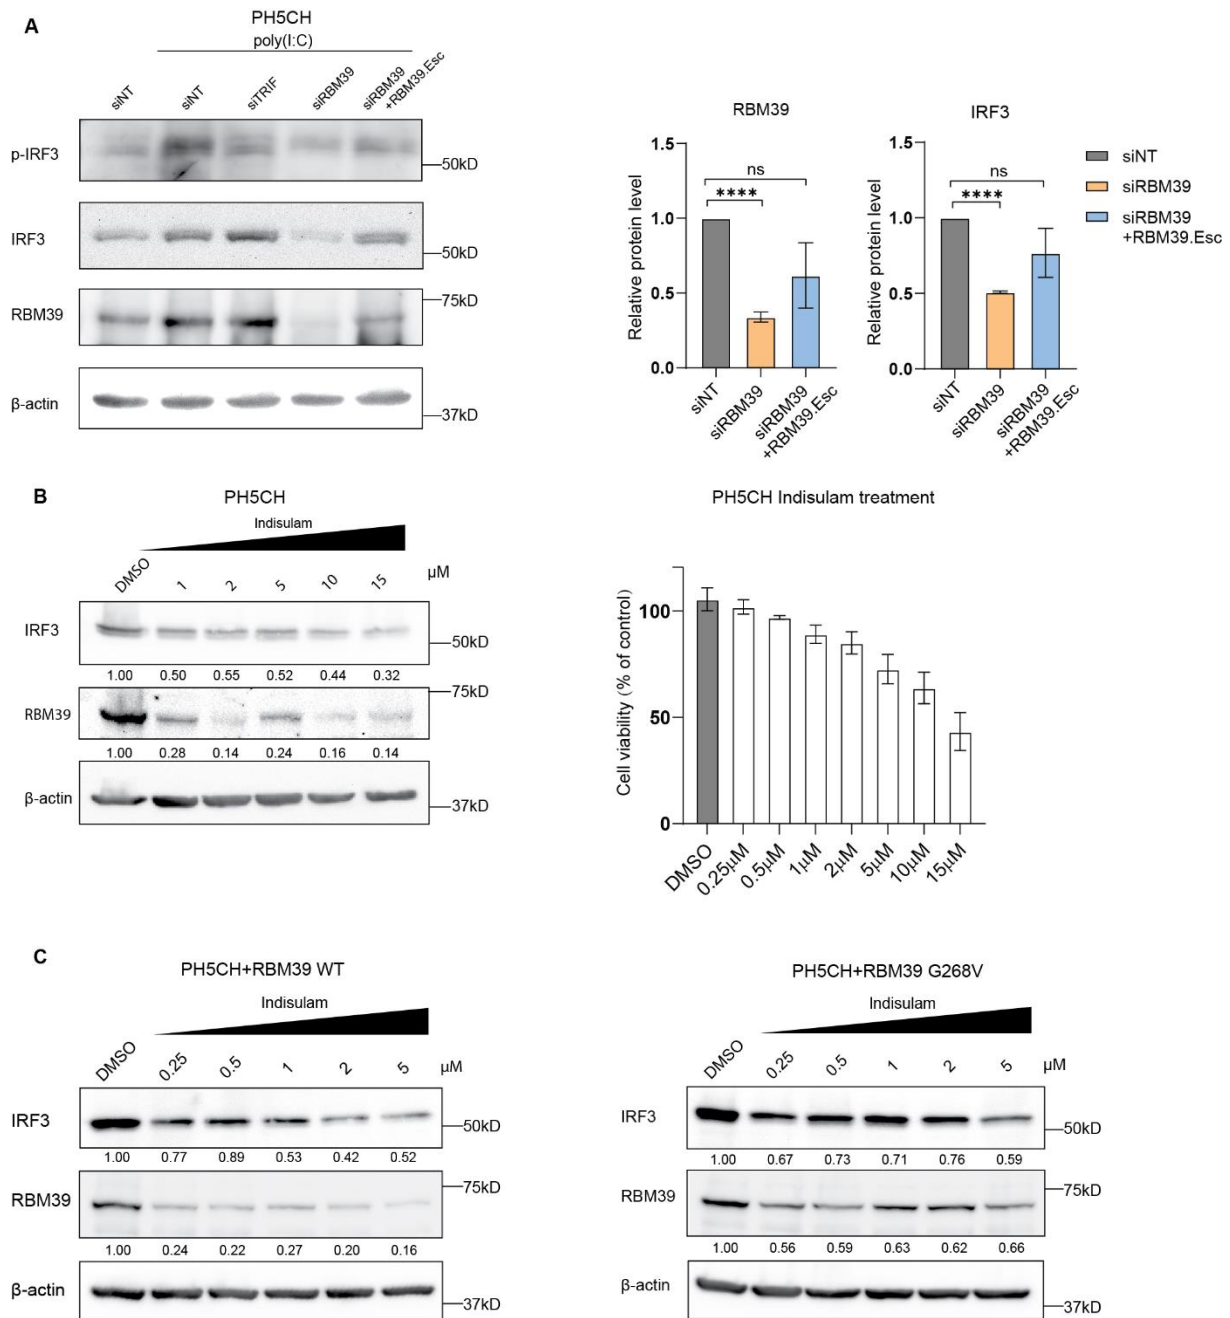 A
PH5CH
poly(I:C)
siNT
siNT
siTRIF
siRBM39
siRBM39
+RBM39.Esc
p-IRF3
50kD
IRF3
50kD
RBM39
75kD
β-actin
37kD
RBM39
Relative protein level
1.5
1.0
0.5
0.0
ns
****
siNT
siRBM39
siRBM39
+RBM39.Esc
IRF3
Relative protein level
1.5
1.0
0.5
0.0
ns
****
siNT
siRBM39
siRBM39
+RBM39.Esc
siNT
siRBM39
siRBM39
+RBM39.Esc
B
PH5CH
Indisulam
DMSO 1 2 5 10 15 μM
IRF3
50kD
1.00 0.50 0.55 0.52 0.44 0.32
RBM39
75kD
1.00 0.28 0.14 0.24 0.16 0.14
β-actin
37kD
PH5CH Indisulam treatment
Cell viability (% of control)
100
50
0
DMSO
0.25μM
0.5μM
1μM
2μM
5μM
10μM
15μM
C
PH5CH+RBM39 WT
Indisulam
DMSO 0.25 0.5 1 2 5 μM
IRF3
50kD
1.00 0.77 0.89 0.53 0.42 0.52
RBM39
75kD
1.00 0.24 0.22 0.27 0.20 0.16
β-actin
37kD
PH5CH+RBM39 G268V
Indisulam
DMSO 0.25 0.5 1 2 5 μM
IRF3
50kD
1.00 0.67 0.73 0.71 0.76 0.59
RBM39
75kD
1.00 0.56 0.59 0.63 0.62 0.66
β-actin
37kD